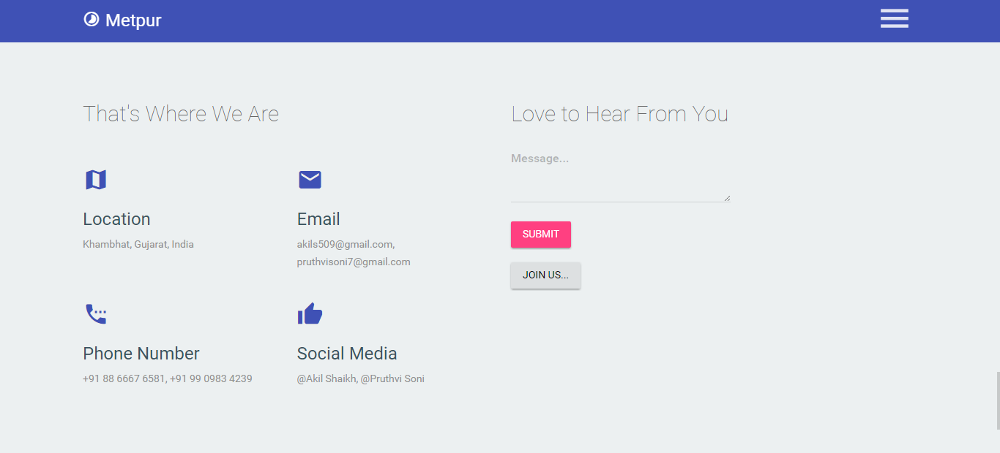 Metpur
That's Where We Are
Location
Khambhat, Gujarat, India
Email
akils509@gmail.com,
pruthvisoni7@gmail.com
Phone Number
+91 88 6667 6581, +91 99 0983 4239
Social Media
@Akil Shaikh, @Pruthvi Soni
Love to Hear From You
Message...
SUBMIT
JOIN US...